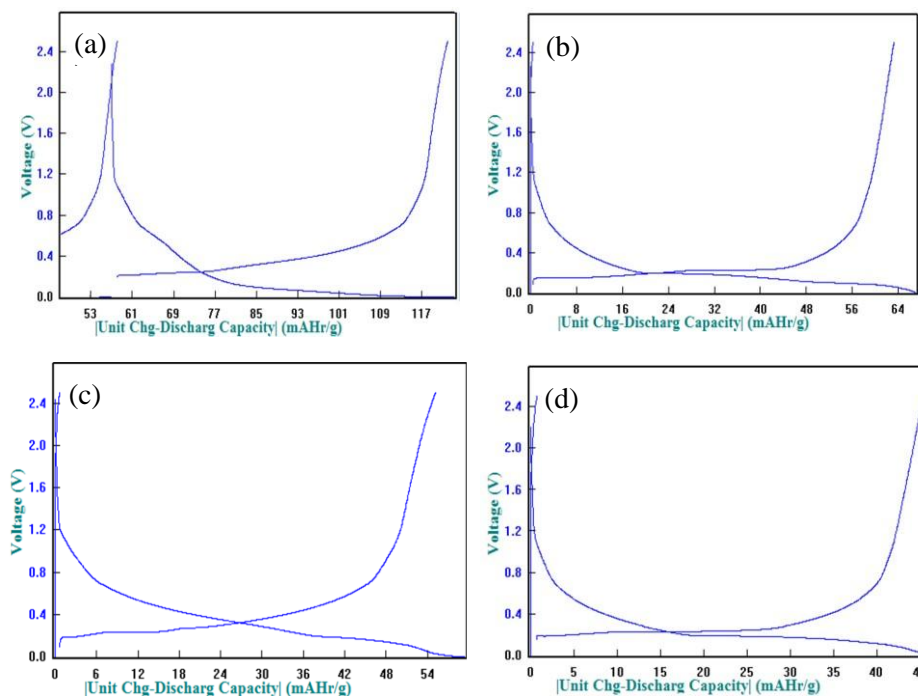 (a)
Voltage (V)
2.4
2.0
1.6
1.2
0.8
0.4
0.0
53 61 69 77 85 93 101 109 117
|Unit Chg-Discharg Capacity| (mAHr/g)
(b)
Voltage (V)
2.4
2.0
1.6
1.2
0.8
0.4
0.0
0 8 16 24 32 40 48 56 64
|Unit Chg-Discharg Capacity| (mAHr/g)
(c)
Voltage (V)
2.4
2.0
1.6
1.2
0.8
0.4
0.0
0 6 12 18 24 30 36 42 48 54
|Unit Chg-Discharg Capacity| (mAHr/g)
(d)
Voltage (V)
2.4
2.0
1.6
1.2
0.8
0.4
0.0
0 5 10 15 20 25 30 35 40
|Unit Chg-Discharg Capacity| (mAHr/g)